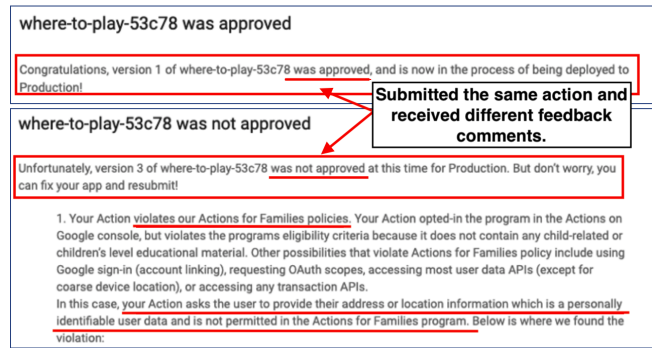 where-to-play-53c78 was approved
Congratulations, version 1 of where-to-play-53c78 was approved, and is now in the process of being deployed to
Production!
Submitted the same action and
received different feedback
comments.
where-to-play-53c78 was not approved
Unfortunately, version 3 of where-to-play-53c78 was not approved at this time for Production. But don't worry, you
can fix your app and resubmit!
1. Your Action violates our Actions for Families policies. Your Action opted-in the program in the Actions on
Google console, but violates the programs eligibility criteria because it does not contain any child-related or
children's level educational material. Other possibilities that violate Actions for Families policy include using
Google sign-in (account linking), requesting OAuth scopes, accessing most user data APIs (except for
coarse device location), or accessing any transaction APIs.
In this case, your Action asks the user to provide their address or location information which is a personally
identifiable user data and is not permitted in the Actions for Families program. Below is where we found the
violation: